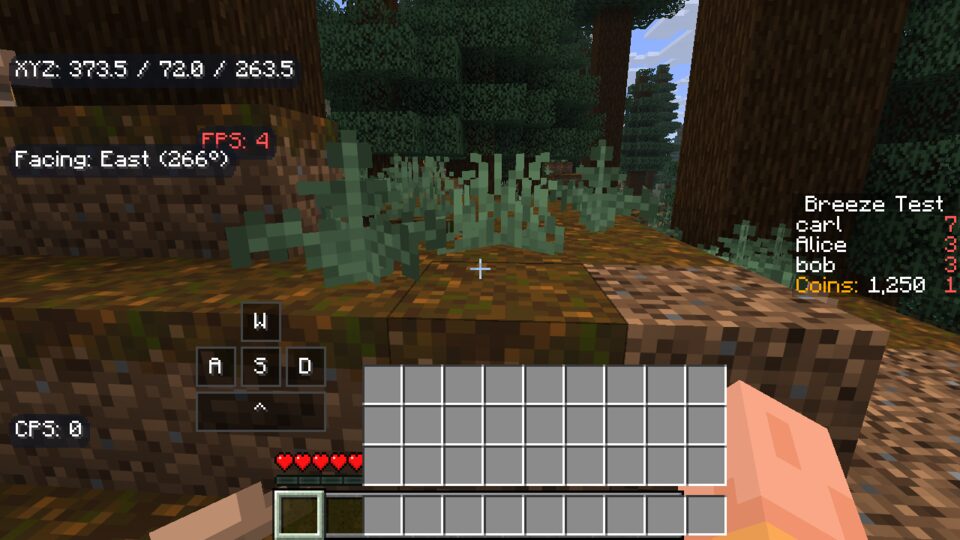 XYZ: 373.5 / 72.0 / 263.5
FPS: 4
Facing: East (266°)
Breeze Test
carl 7
Alice 3
bob 3
Coins: 1,250 1
W
A S D
^
CPS: 0